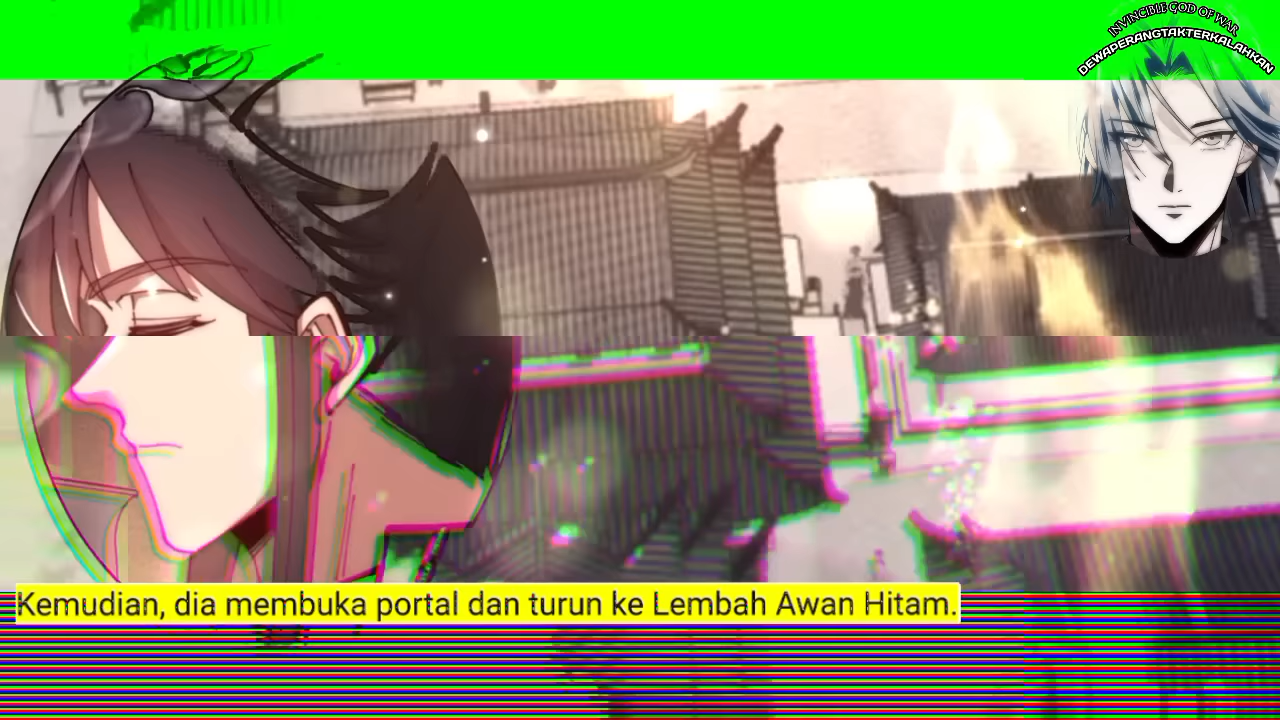 INVINCIBLE GOD OF WAR
DEWAPERANGTAKTERKALAHKAN
Kemudian, dia membuka portal dan turun ke Lembah Awan Hitam.